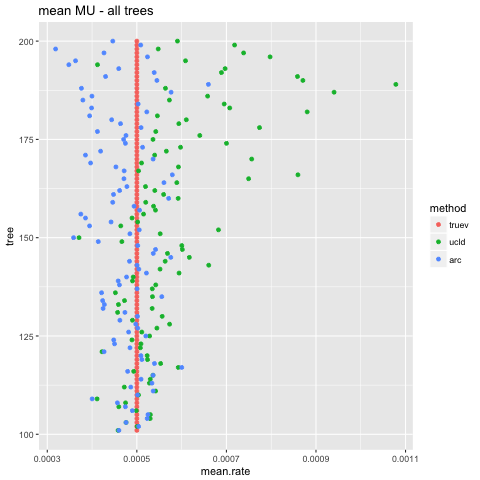 mean MU - all trees
200
175
150
125
100
tree
0.0003
0.0005
0.0007
0.0009
0.0011
mean.rate
method
truev
ucld
arc